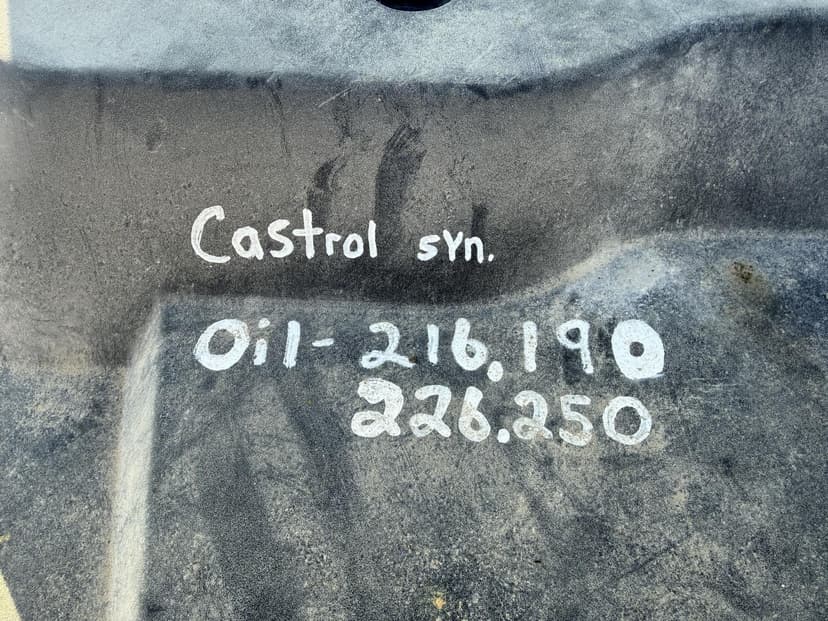 Castrol syn.
Oil- 216.190
226.250